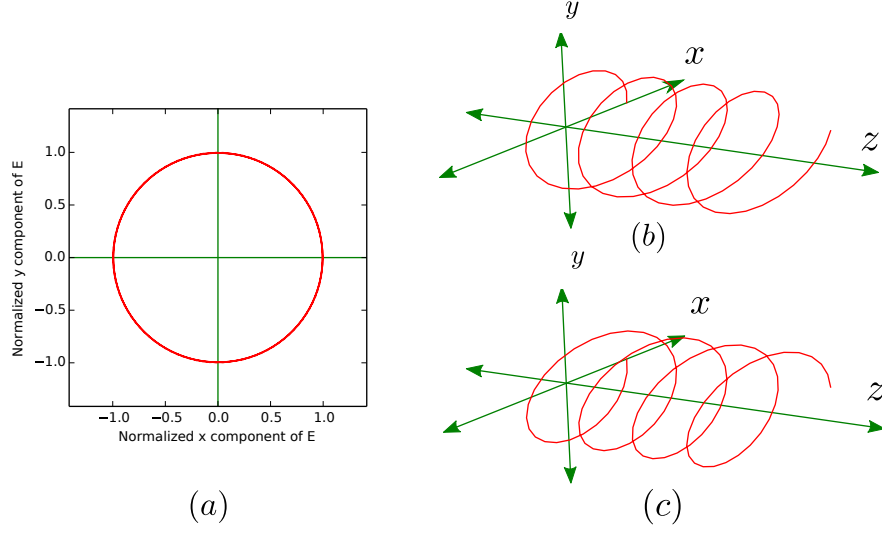 1.0
0.5
0.0
−0.5
−1.0
−1.0 −0.5 0.0 0.5 1.0
Normalized x component of E
Normalized y component of E
(a)
y
x
z
(b)
y
x
z
(c)